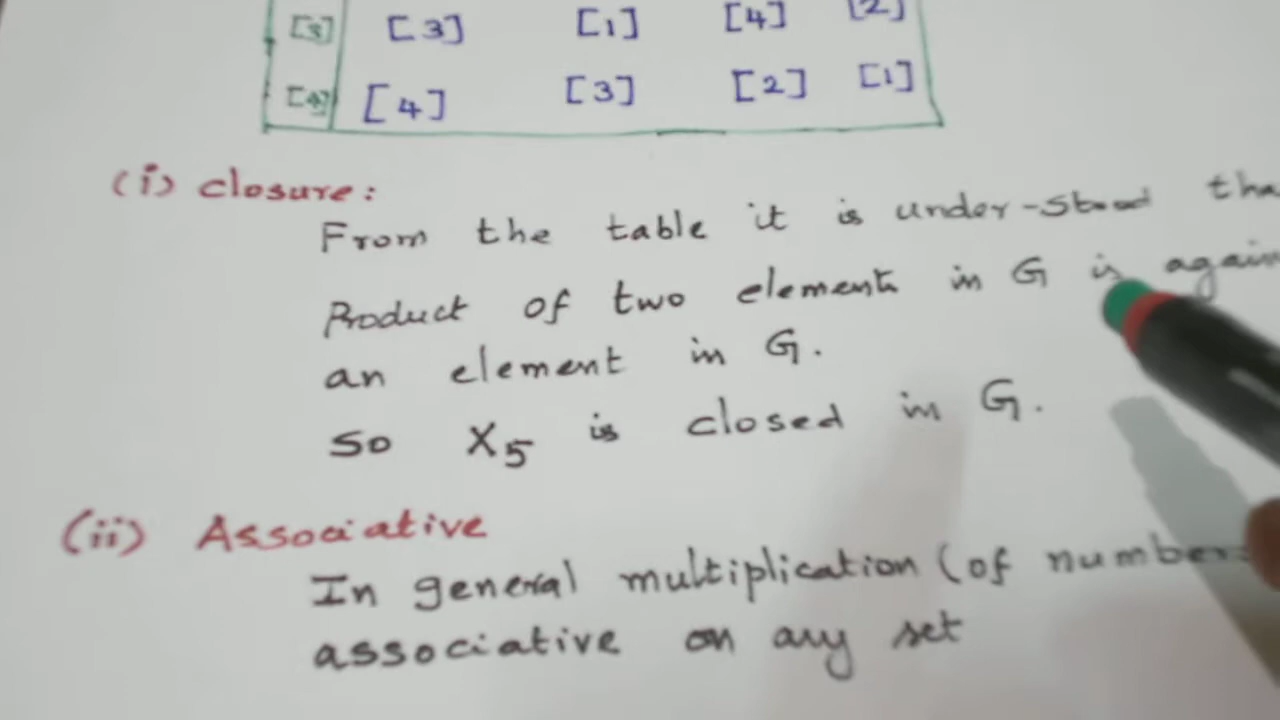 [3] [3] [1] [4] [2]
[4] [4] [3] [2] [1]
(i) closure:
From the table it is under-stood tha
Product of two elements in G is again
an element in G.
So X5 is closed in G.
(ii) Associative
In general multiplication (of numbers
associative on any set